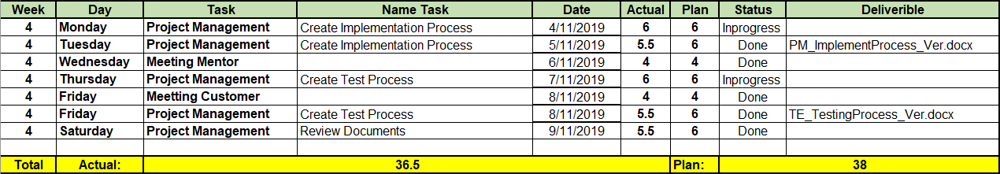 Week Day Task Name Task Date Actual Plan Status Deliverible
4 Monday Project Management Create Implementation Process 4/11/2019 6 6 Inprogress
4 Tuesday Project Management Create Implementation Process 5/11/2019 5.5 6 Done PM_ImplementProcess_Ver.docx
4 Wednesday Meeting Mentor 6/11/2019 4 4 Done
4 Thursday Project Management Create Test Process 7/11/2019 6 6 Inprogress
4 Friday Meetting Customer 8/11/2019 4 4 Done
4 Friday Project Management Create Test Process 8/11/2019 5.5 6 Done TE_TestingProcess_Ver.docx
4 Saturday Project Management Review Documents 9/11/2019 5.5 6 Done
Total Actual: 36.5 Plan: 38